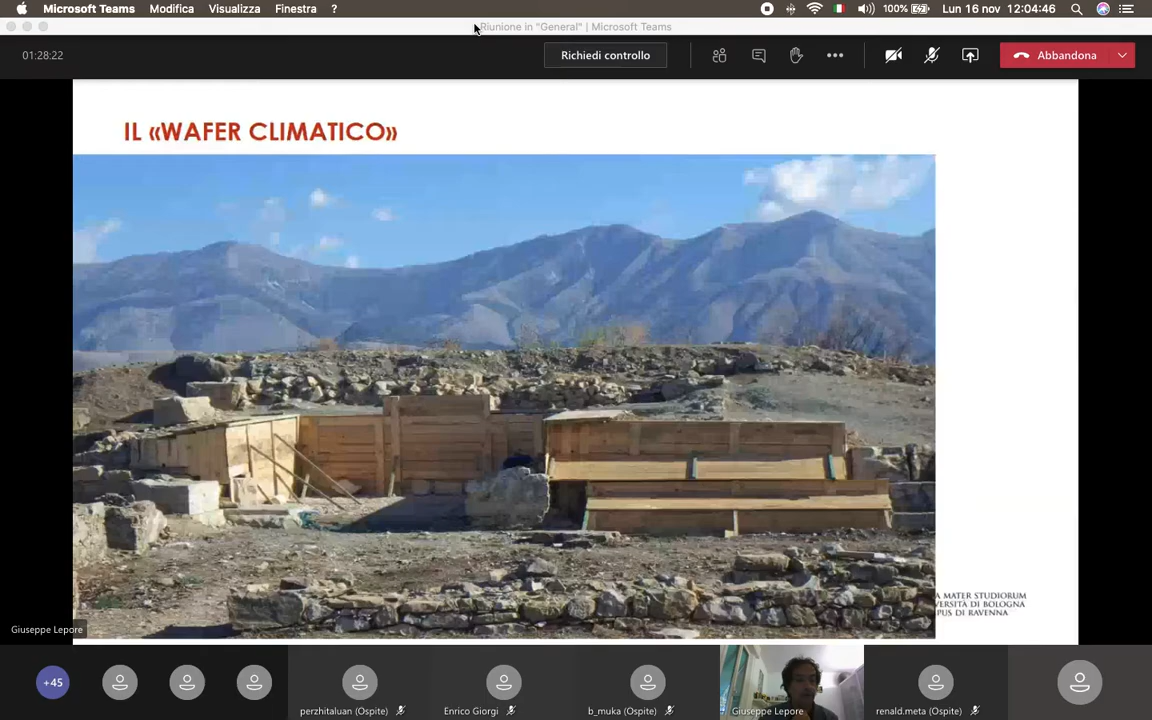 Microsoft Teams Modifica Visualizza Finestra ? 100% Lun 16 nov 12:04:46
Riunione in "General" | Microsoft Teams
01:28:22 Richiedi controllo Abbandona
IL «WAFER CLIMATICO»
A MATER STUDIORUM
VERSITÀ DI BOLOGNA
PUS DI RAVENNA
Giuseppe Lepore
+45
perzhitaluan (Ospite) Enrico Giorgi b_muka (Ospite) Giuseppe Lepore renald.meta (Ospite)